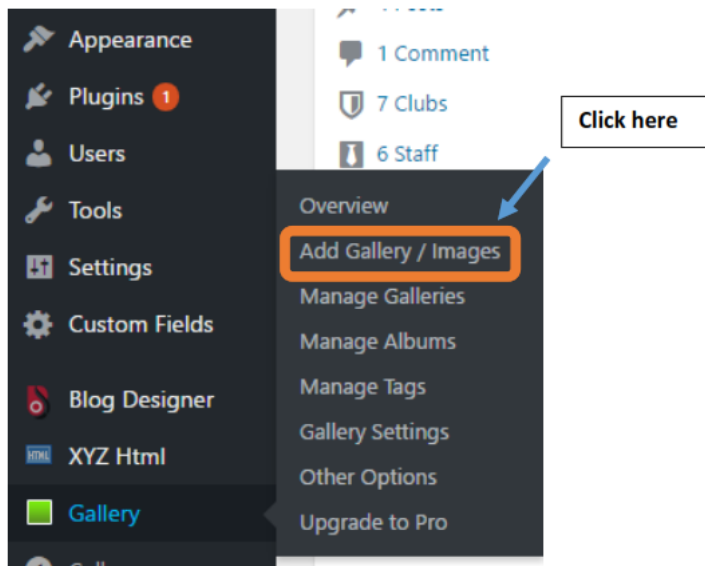 Appearance
Plugins 1
Users
Tools
Settings
Custom Fields
Blog Designer
HTML XYZ Html
Gallery
1 Comment
7 Clubs
6 Staff
Click here
Overview
Add Gallery / Images
Manage Galleries
Manage Albums
Manage Tags
Gallery Settings
Other Options
Upgrade to Pro